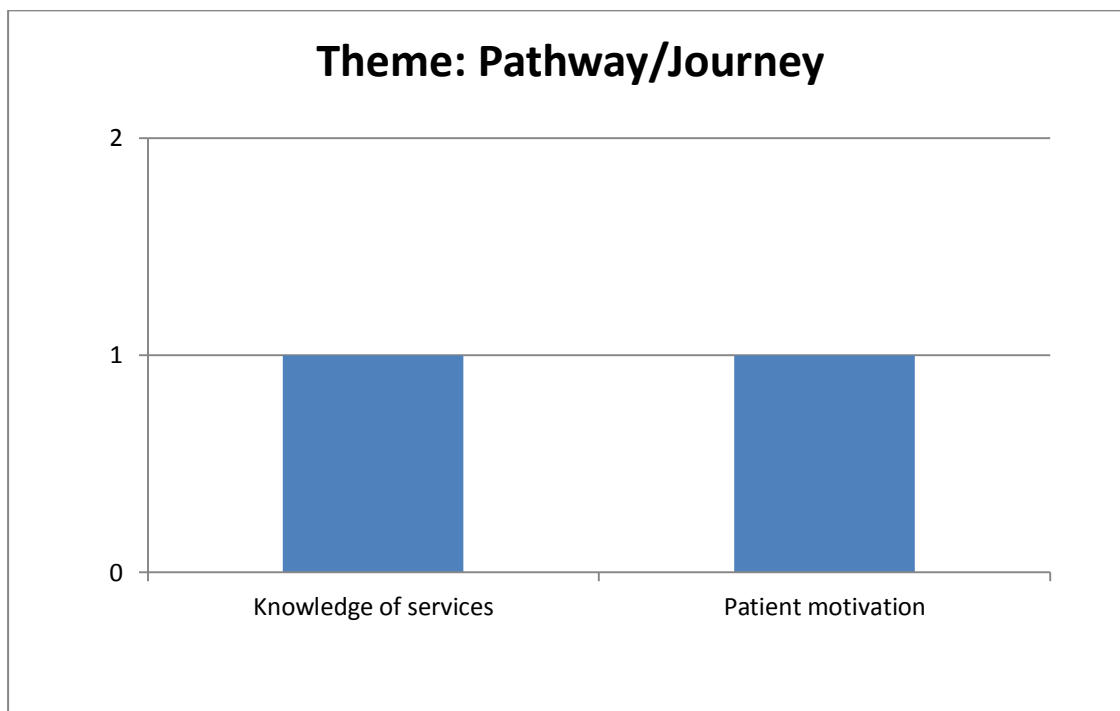 Theme: Pathway/Journey
2
1
0
Knowledge of services
Patient motivation